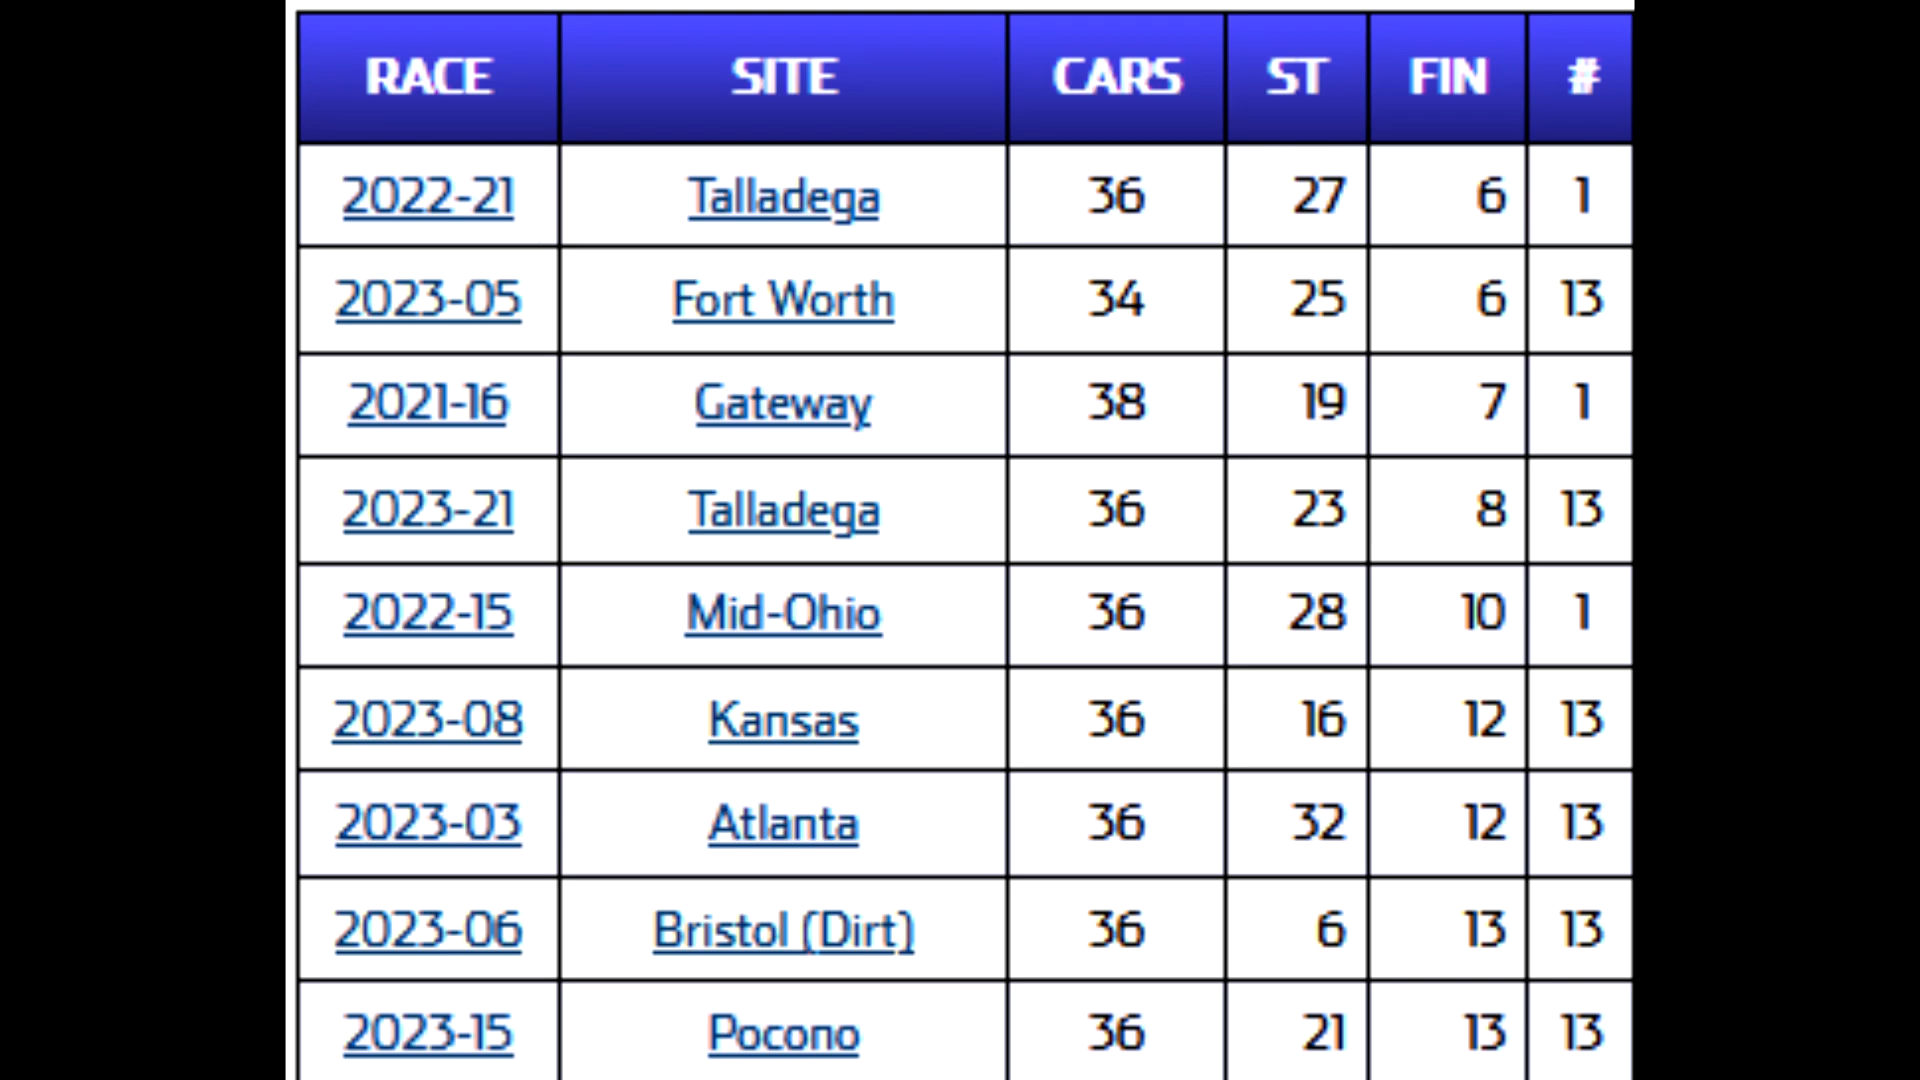 RACE SITE CARS ST FIN #
2022-21 Talladega 36 27 6 1
2023-05 Fort Worth 34 25 6 13
2021-16 Gateway 38 19 7 1
2023-21 Talladega 36 23 8 13
2022-15 Mid-Ohio 36 28 10 1
2023-08 Kansas 36 16 12 13
2023-03 Atlanta 36 32 12 13
2023-06 Bristol (Dirt) 36 6 13 13
2023-15 Pocono 36 21 13 13